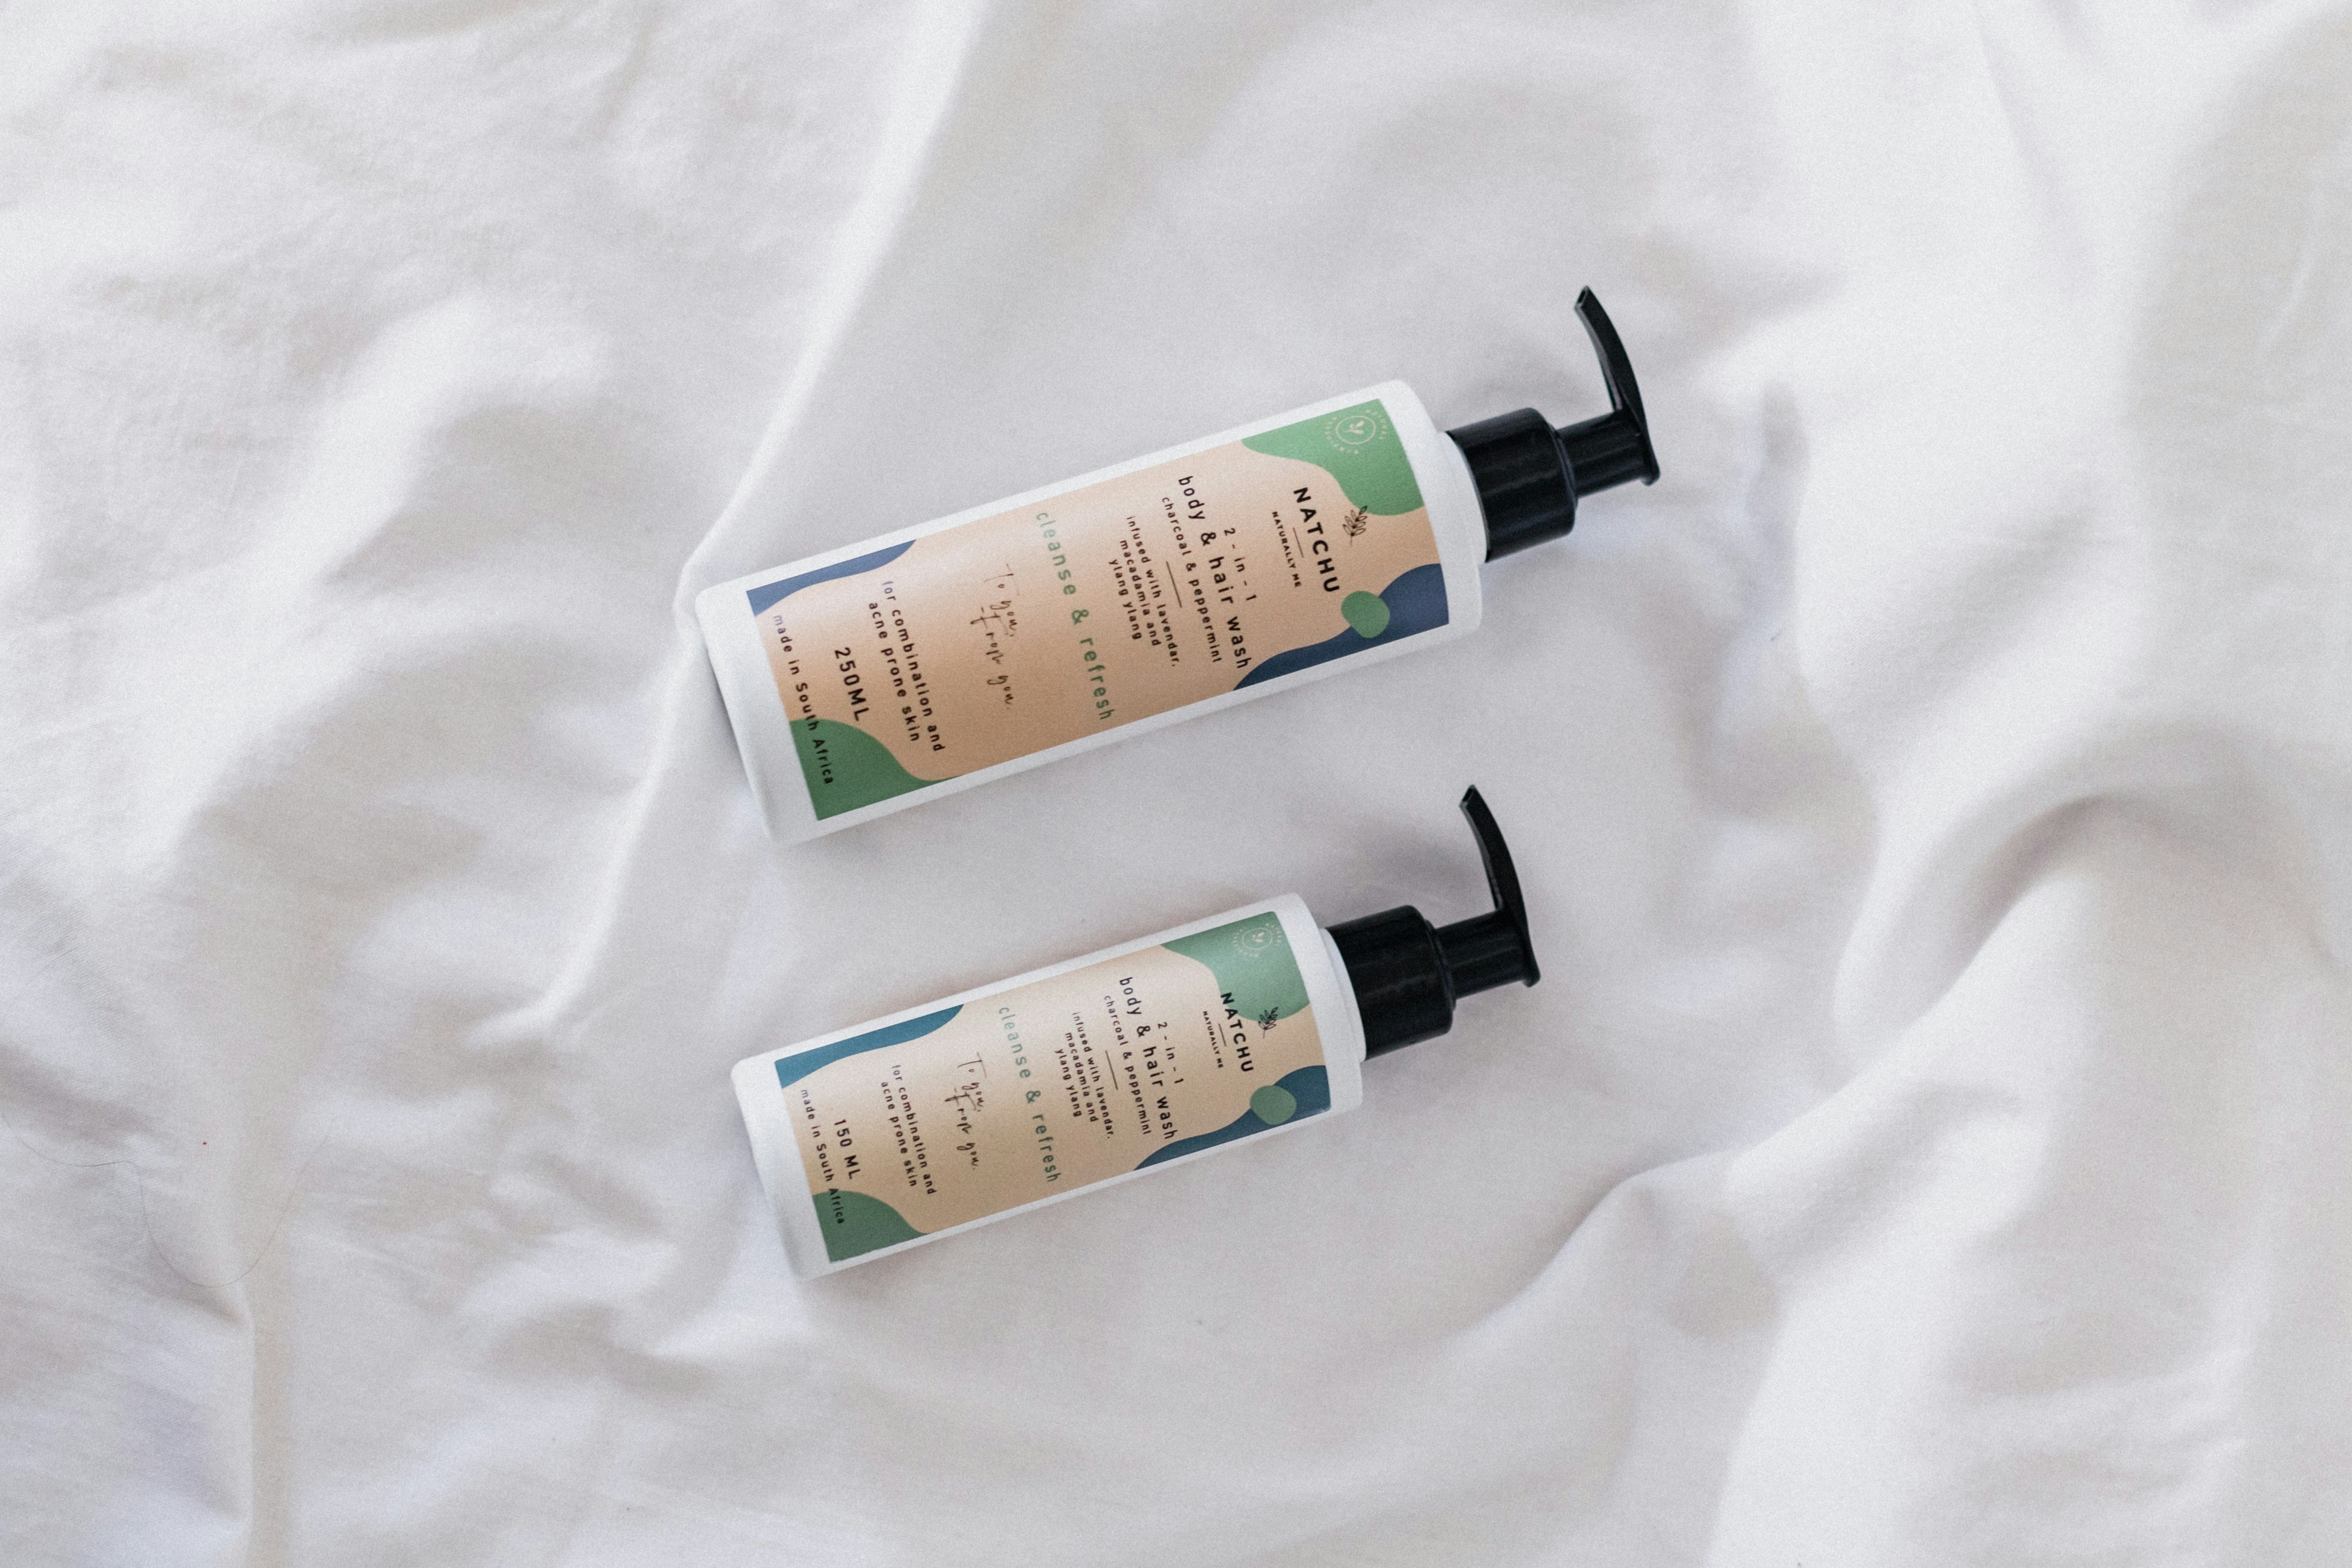 NATCHU
NATURALLY ME
2 - in - 1
body & hair wash
charcoal & peppermint
infused with lavendar,
macadamia and
ylang ylang
cleanse & refresh
To you,
From you.
for combination and
acne prone skin
250ML
made in South Africa
NATCHU
NATURALLY ME
2 - in - 1
body & hair wash
charcoal & peppermint
infused with lavendar,
macadamia and
ylang ylang
cleanse & refresh
To you,
From you.
for combination and
acne prone skin
150 ML
made in South Africa